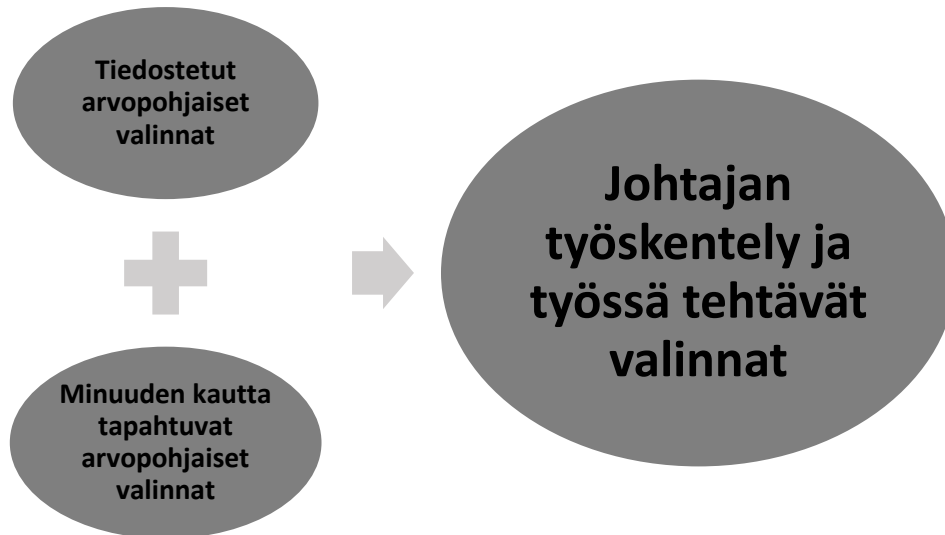 Tiedostetut
arvopohjaiset
valinnat
Minuuden kautta
tapahtuvat
arvopohjaiset
valinnat
Johtajan
työskentely ja
työssä tehtävät
valinnat